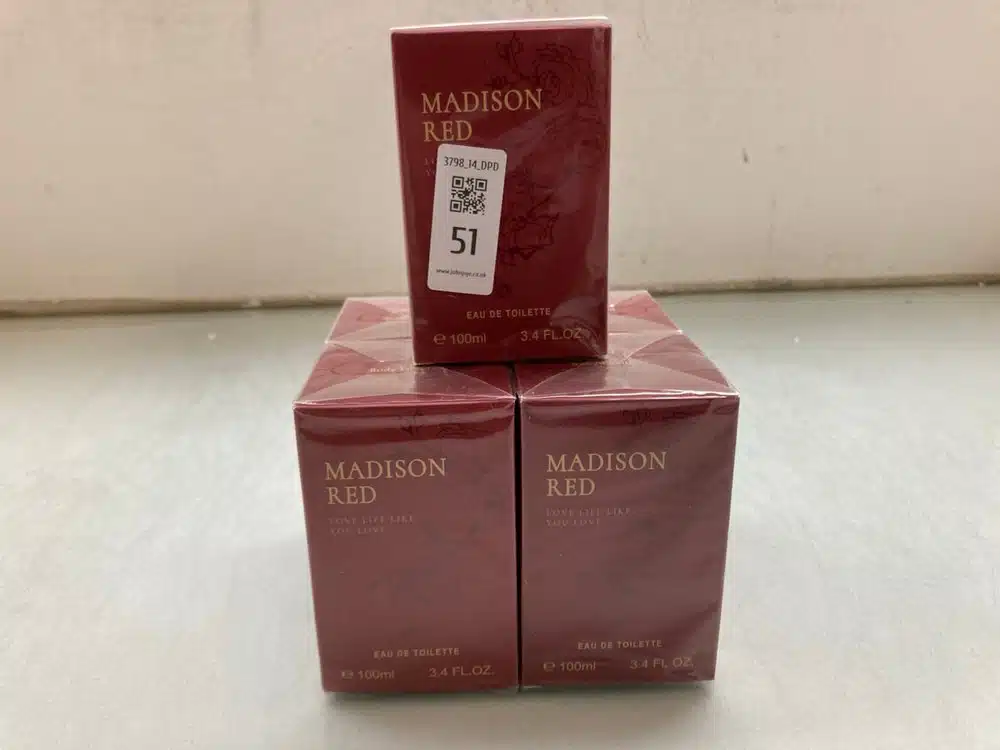 MADISON
RED
3798_14_DPD
51
www.johnpye.co.uk
EAU DE TOILETTE
℮ 100ml 3.4 FL.OZ.
MADISON
RED
LOVE LIFE LIKE
YOU LOVE
EAU DE TOILETTE
℮ 100ml 3.4 FL.OZ.
MADISON
RED
LOVE LIFE LIKE
YOU LOVE
EAU DE TOILETTE
℮ 100ml 3.4 FL.OZ.